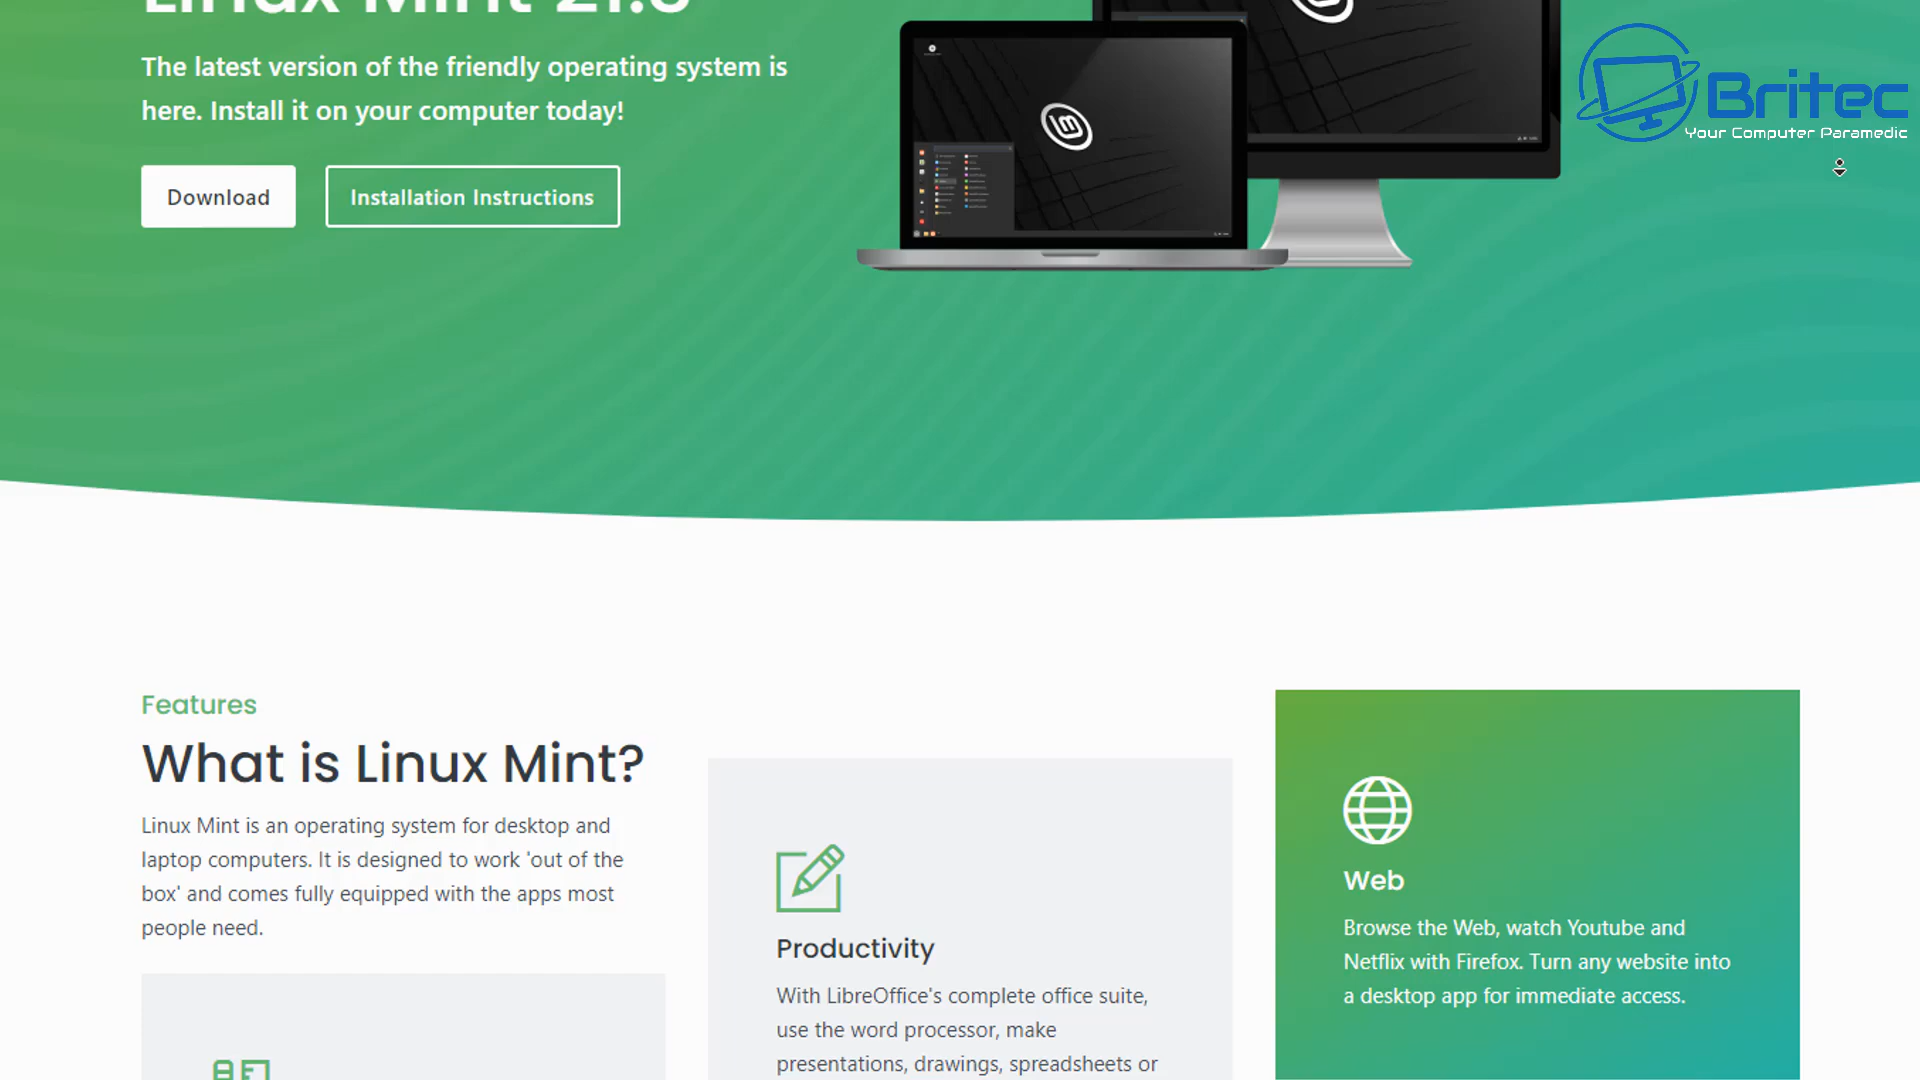 Linux Mint 21.3
The latest version of the friendly operating system is
here. Install it on your computer today!
Download
Installation Instructions
Britec
Your Computer Paramedic
Features
What is Linux Mint?
Linux Mint is an operating system for desktop and
laptop computers. It is designed to work 'out of the
box' and comes fully equipped with the apps most
people need.
Productivity
With LibreOffice's complete office suite,
use the word processor, make
presentations, drawings, spreadsheets or
Web
Browse the Web, watch Youtube and
Netflix with Firefox. Turn any website into
a desktop app for immediate access.